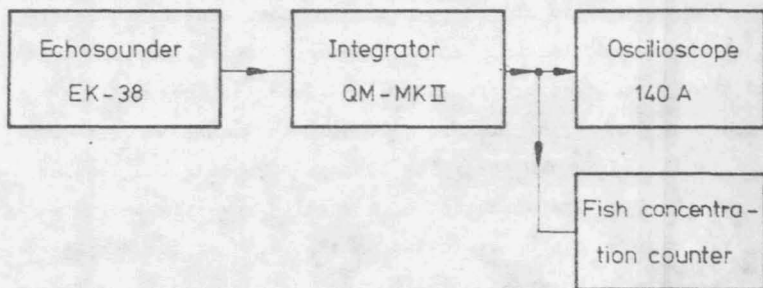 Echosounder
EK-38
Integrator
QM-MKII
Oscilioscope
140 A
Fish concentra-
tion counter